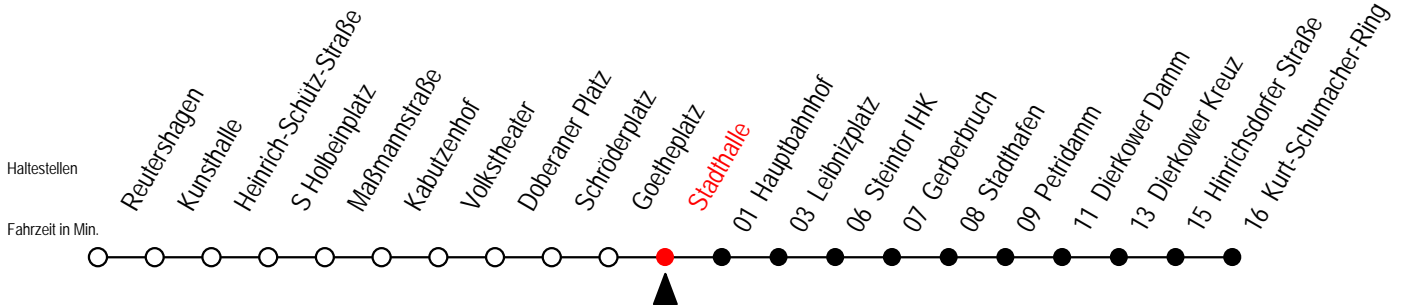 Haltestellen
Fahrzeit in Min.
Reutershagen
Kunsthalle
Heinrich-Schütz-Straße
S Holbeinplatz
Maßmannstraße
Kabutzenhof
Volkstheater
Doberaner Platz
Schröderplatz
Goetheplatz
Stadthalle
01 Hauptbahnhof
03 Leibnizplatz
06 Steintor IHK
07 Gerberbruch
08 Stadthafen
09 Petridamm
11 Dierkower Damm
13 Dierkower Kreuz
15 Hinrichsdorfer Straße
16 Kurt-Schumacher-Ring